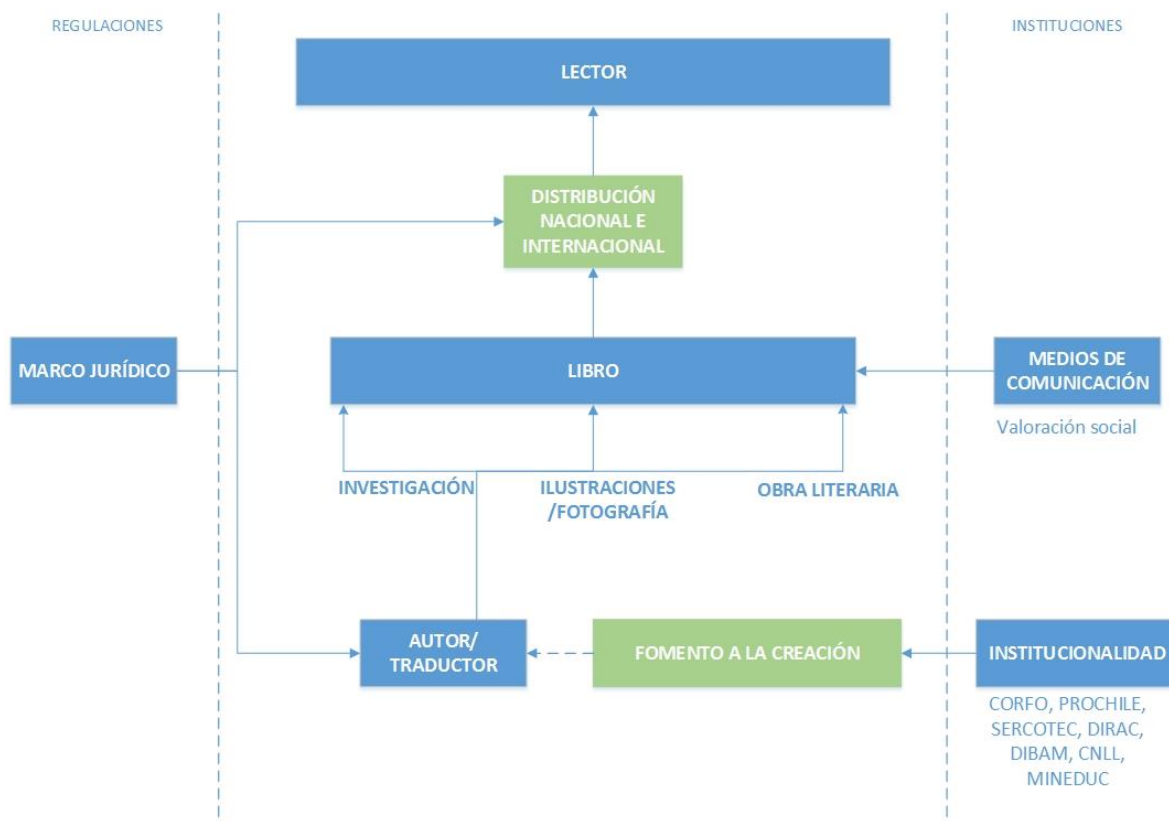 REGULACIONES
INSTITUCIONES
LECTOR
DISTRIBUCIÓN
NACIONAL E
INTERNACIONAL
MARCO JURÍDICO
LIBRO
MEDIOS DE
COMUNICACIÓN
Valoración social
INVESTIGACIÓN
ILUSTRACIONES
/FOTOGRAFÍA
OBRA LITERARIA
AUTOR/
TRADUCTOR
FOMENTO A LA CREACIÓN
INSTITUCIONALIDAD
CORFO, PROCHILE,
SERCOTEC, DIRAC,
DIBAM, CNLL,
MINEDUC